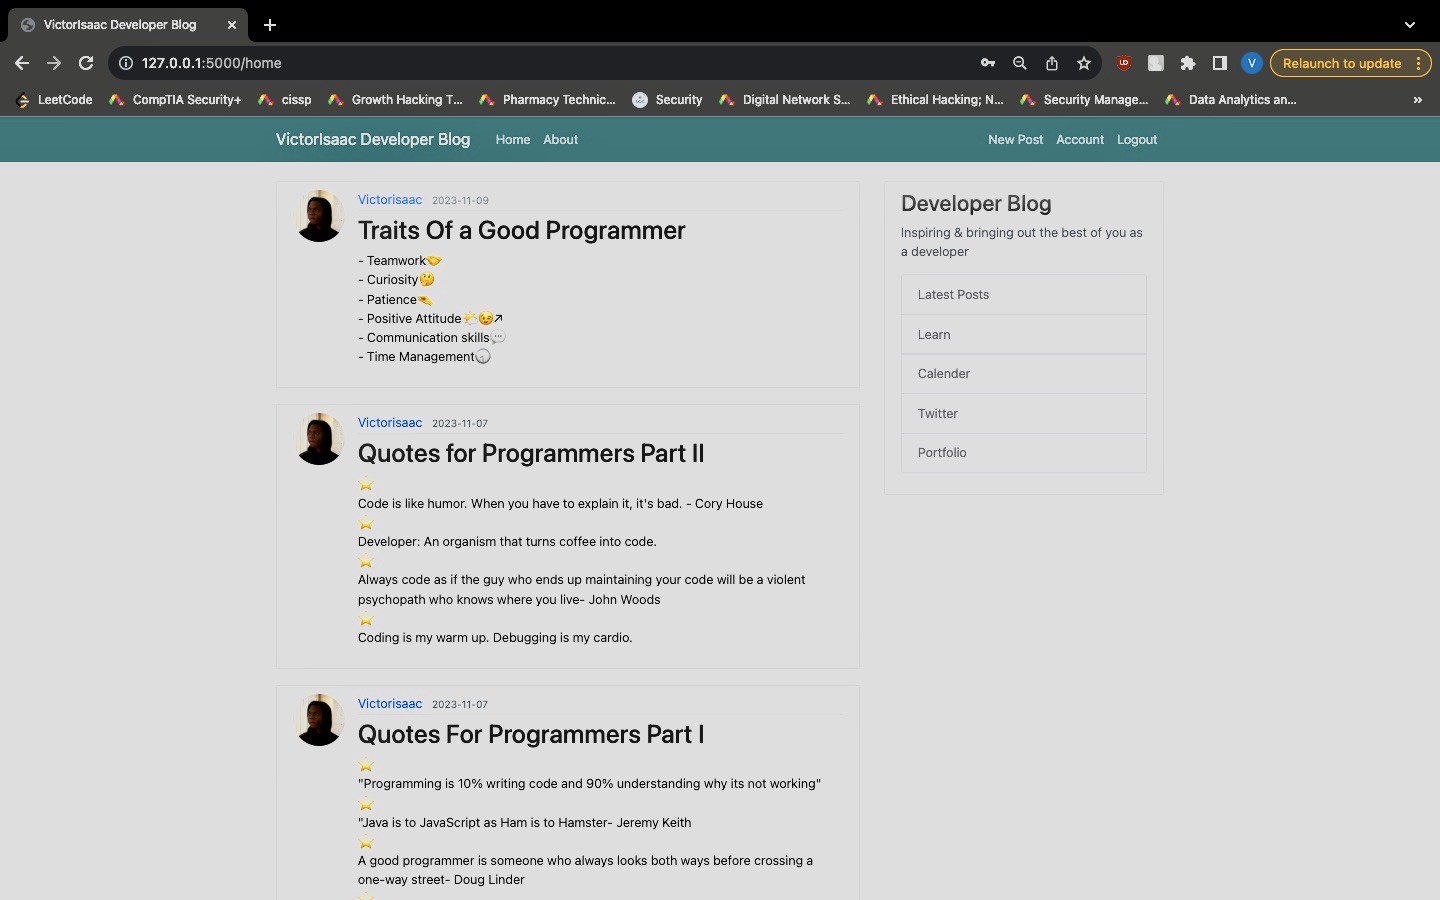 VictorIsaac Developer Blog
127.0.0.1:5000/home
Relaunch to update
V
LeetCode
CompTIA Security+
cissp
Growth Hacking T...
Pharmacy Technic...
Security
Digital Network S...
Ethical Hacking; N...
Security Manage...
Data Analytics an...
VictorIsaac Developer Blog
Home
About
New Post
Account
Logout
Victorisaac 2023-11-09
Traits Of a Good Programmer
- Teamwork🤝
- Curiosity🤔
- Patience🤏
- Positive Attitude🌤️😉↗
- Communication skills💬
- Time Management🕡
Victorisaac 2023-11-07
Quotes for Programmers Part II
⭐
Code is like humor. When you have to explain it, it's bad. - Cory House
⭐
Developer: An organism that turns coffee into code.
⭐
Always code as if the guy who ends up maintaining your code will be a violent
psychopath who knows where you live- John Woods
⭐
Coding is my warm up. Debugging is my cardio.
Victorisaac 2023-11-07
Quotes For Programmers Part I
⭐
"Programming is 10% writing code and 90% understanding why its not working"
⭐
"Java is to JavaScript as Ham is to Hamster- Jeremy Keith
⭐
A good programmer is someone who always looks both ways before crossing a
one-way street- Doug Linder
Developer Blog
Inspiring & bringing out the best of you as
a developer
Latest Posts
Learn
Calender
Twitter
Portfolio